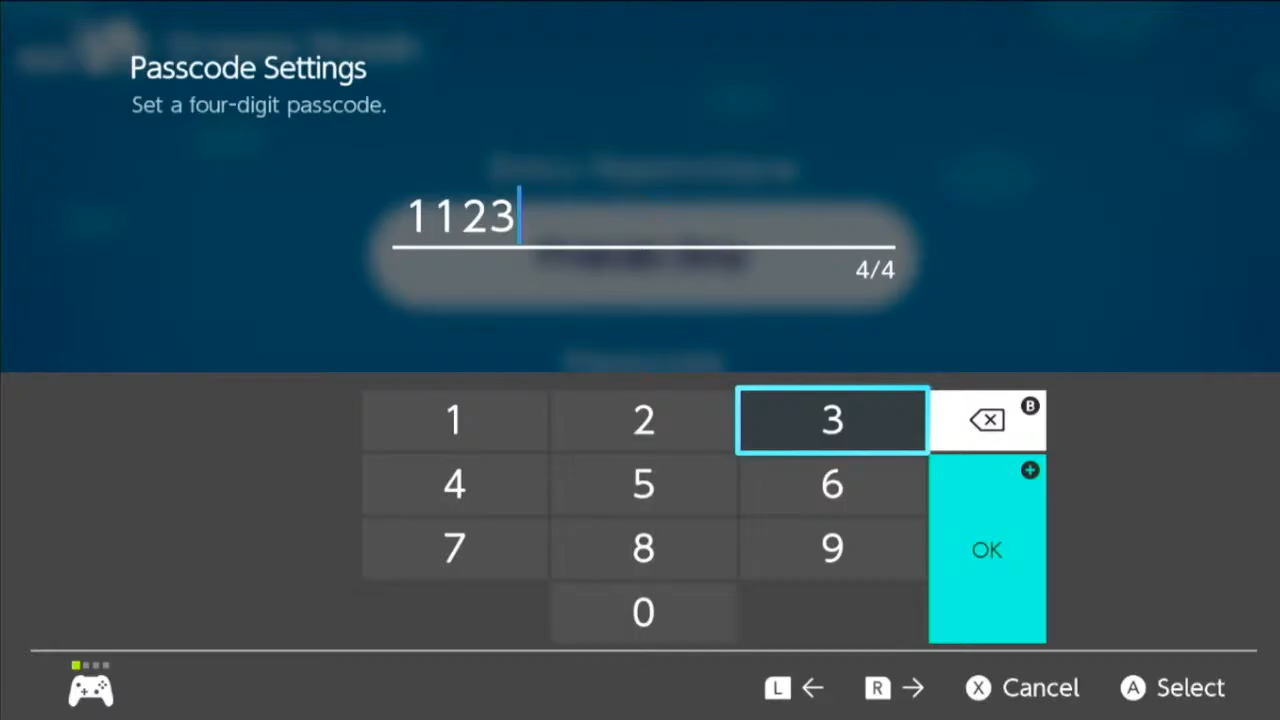 Passcode Settings
Set a four-digit passcode.
1123
4/4
1 2 3 B
4 5 6 +
7 8 9 OK
0
L ← R → X Cancel A Select